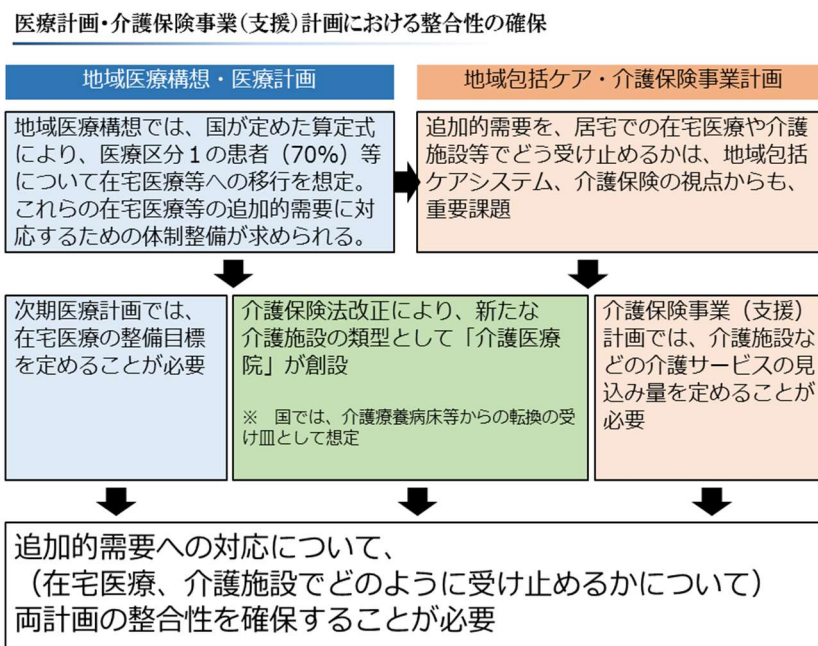 医療計画・介護保険事業（支援）計画における整合性の確保
地域医療構想・医療計画
地域医療構想では、国が定めた算定式
により、医療区分１の患者（70%）等
について在宅医療等への移行を想定。
これらの在宅医療等の追加的需要に対
応するための体制整備が求められる。
地域包括ケア・介護保険事業計画
追加的需要を、居宅での在宅医療や介護
施設等でどう受け止めるかは、地域包括
ケアシステム、介護保険の視点からも、
重要課題
次期医療計画では、
在宅医療の整備目標
を定めることが必要
介護保険法改正により、新たな
介護施設の類型として「介護医療
院」が創設
※　国では、介護療養病床等からの転換の受
け皿として想定
介護保険事業（支援）
計画では、介護施設な
どの介護サービスの見
込み量を定めることが
必要
追加的需要への対応について、
（在宅医療、介護施設でどのように受け止めるかについて）
両計画の整合性を確保することが必要